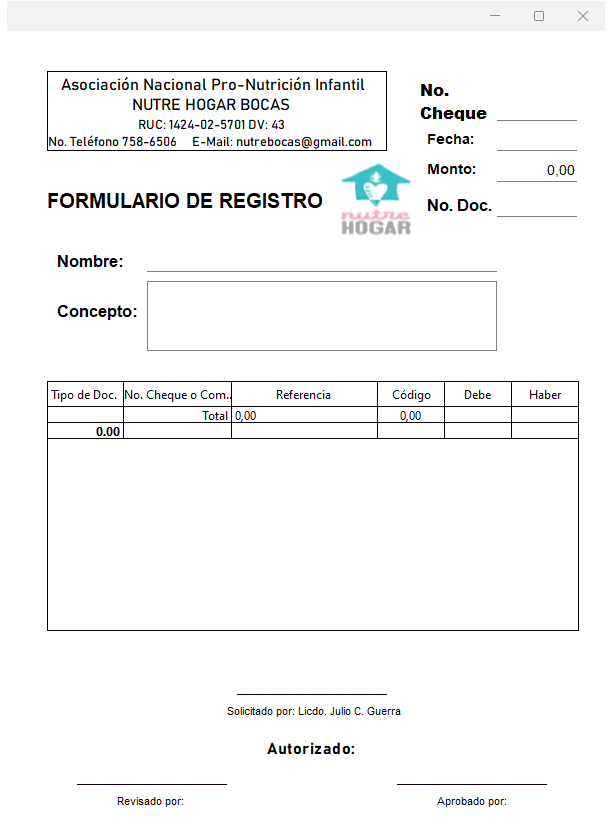 Asociación Nacional Pro-Nutrición Infantil
NUTRE HOGAR BOCAS
RUC: 1424-02-5701 DV: 43
No. Teléfono 758-6506 E-Mail: nutrebocas@gmail.com
No.
Cheque
Fecha:
Monto: 0,00
No. Doc.
FORMULARIO DE REGISTRO
nutre
HOGAR
Nombre:
Concepto:
Tipo de Doc. No. Cheque o Com.. Referencia Código Debe Haber
Total 0,00 0,00
0.00
Solicitado por: Licdo. Julio C. Guerra
Autorizado:
Revisado por: Aprobado por: